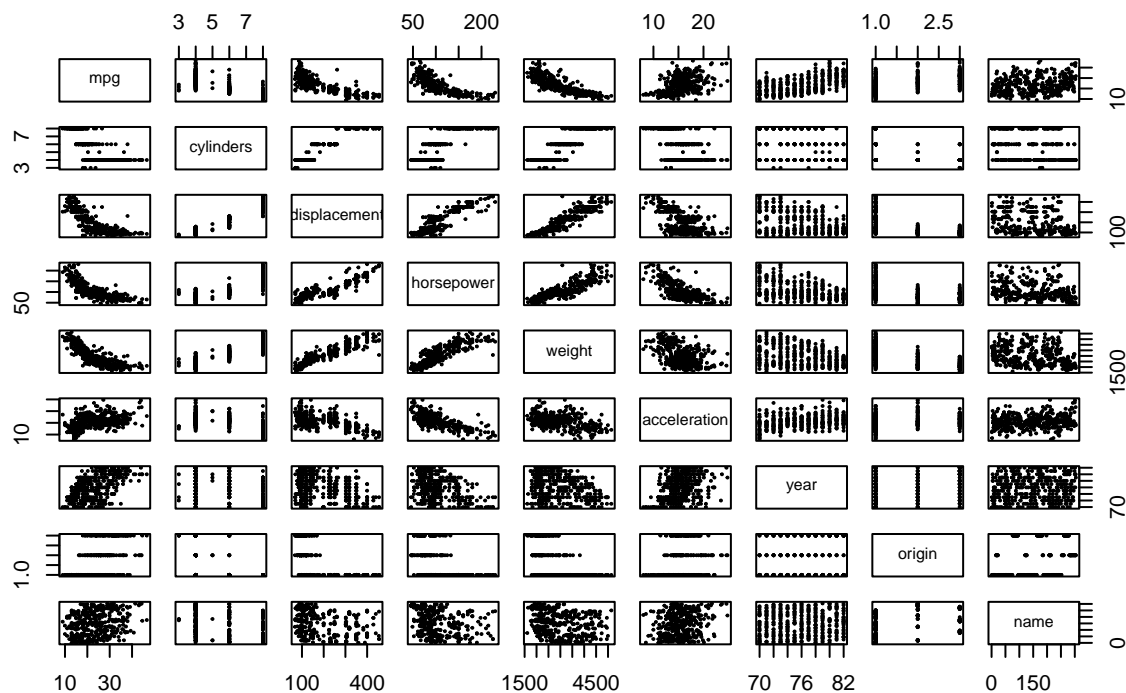 3 5 7 50 200 10 20 1.0 2.5
mpg 10
3 7 cylinders
displacement 100
50 horsepower
weight 1500
10 acceleration
year 70
1.0 origin
name 0
10 30 100 400 1500 4500 70 76 82 0 150